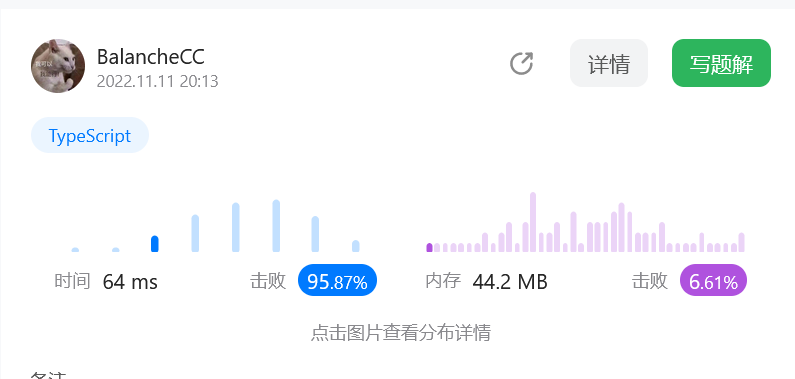 BalancheCC
2022.11.11 20:13
详情
写题解
TypeScript
时间 64 ms 击败 95.87% 内存 44.2 MB 击败 6.61%
点击图片查看分布详情
备注